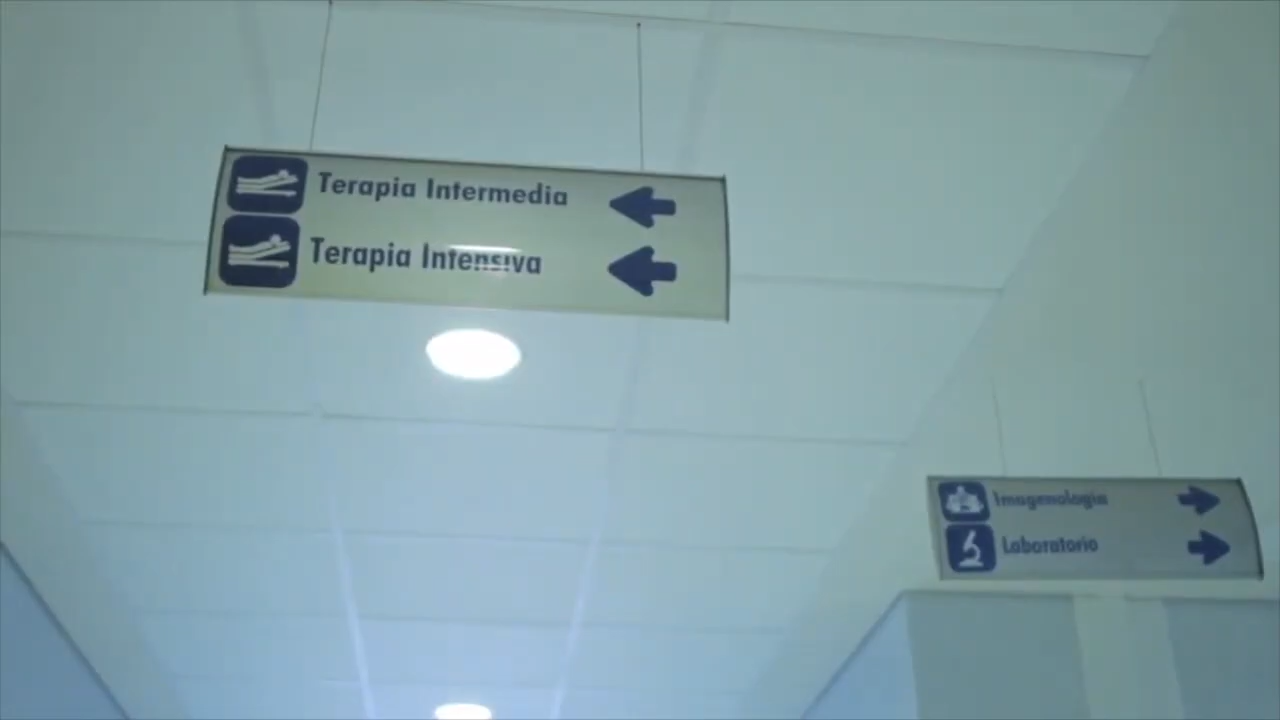 Terapia Intermedia
Terapia Intensiva
Imagenologia
Laboratorio